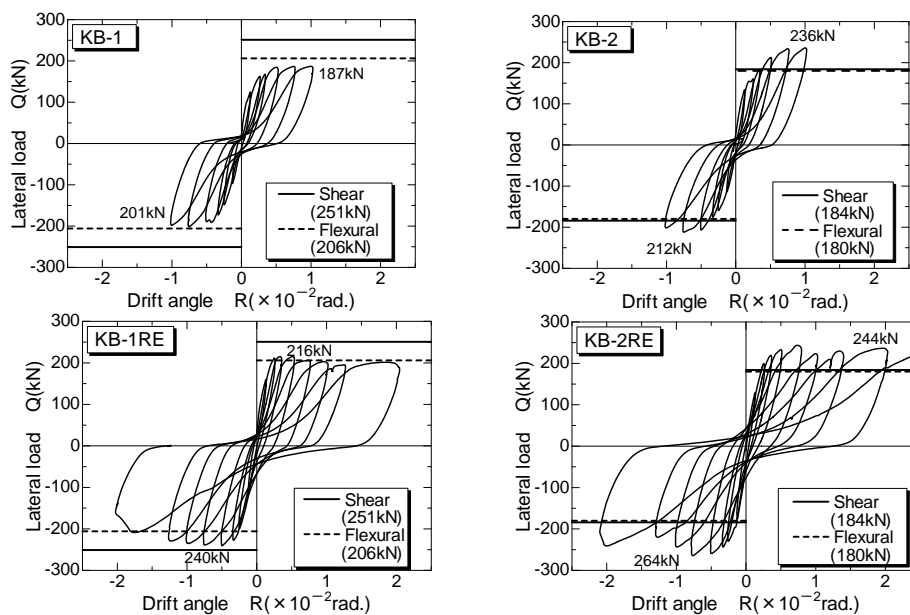 KB-1
Lateral load Q(kN)
300
200
100
0
-100
-200
-300
187kN
201kN
Shear
(251kN)
Flexural
(206kN)
-2 -1 0 1 2
Drift angle R(×10⁻²rad.)
KB-2
Lateral load Q(kN)
300
200
100
0
-100
-200
-300
236kN
212kN
Shear
(184kN)
Flexural
(180kN)
-2 -1 0 1 2
Drift angle R(×10⁻²rad.)
KB-1RE
Lateral load Q(kN)
300
200
100
0
-100
-200
-300
216kN
240kN
Shear
(251kN)
Flexural
(206kN)
-2 -1 0 1 2
Drift angle R(×10⁻²rad.)
KB-2RE
Lateral load Q(kN)
300
200
100
0
-100
-200
-300
244kN
264kN
Shear
(184kN)
Flexural
(180kN)
-2 -1 0 1 2
Drift angle R(×10⁻²rad.)